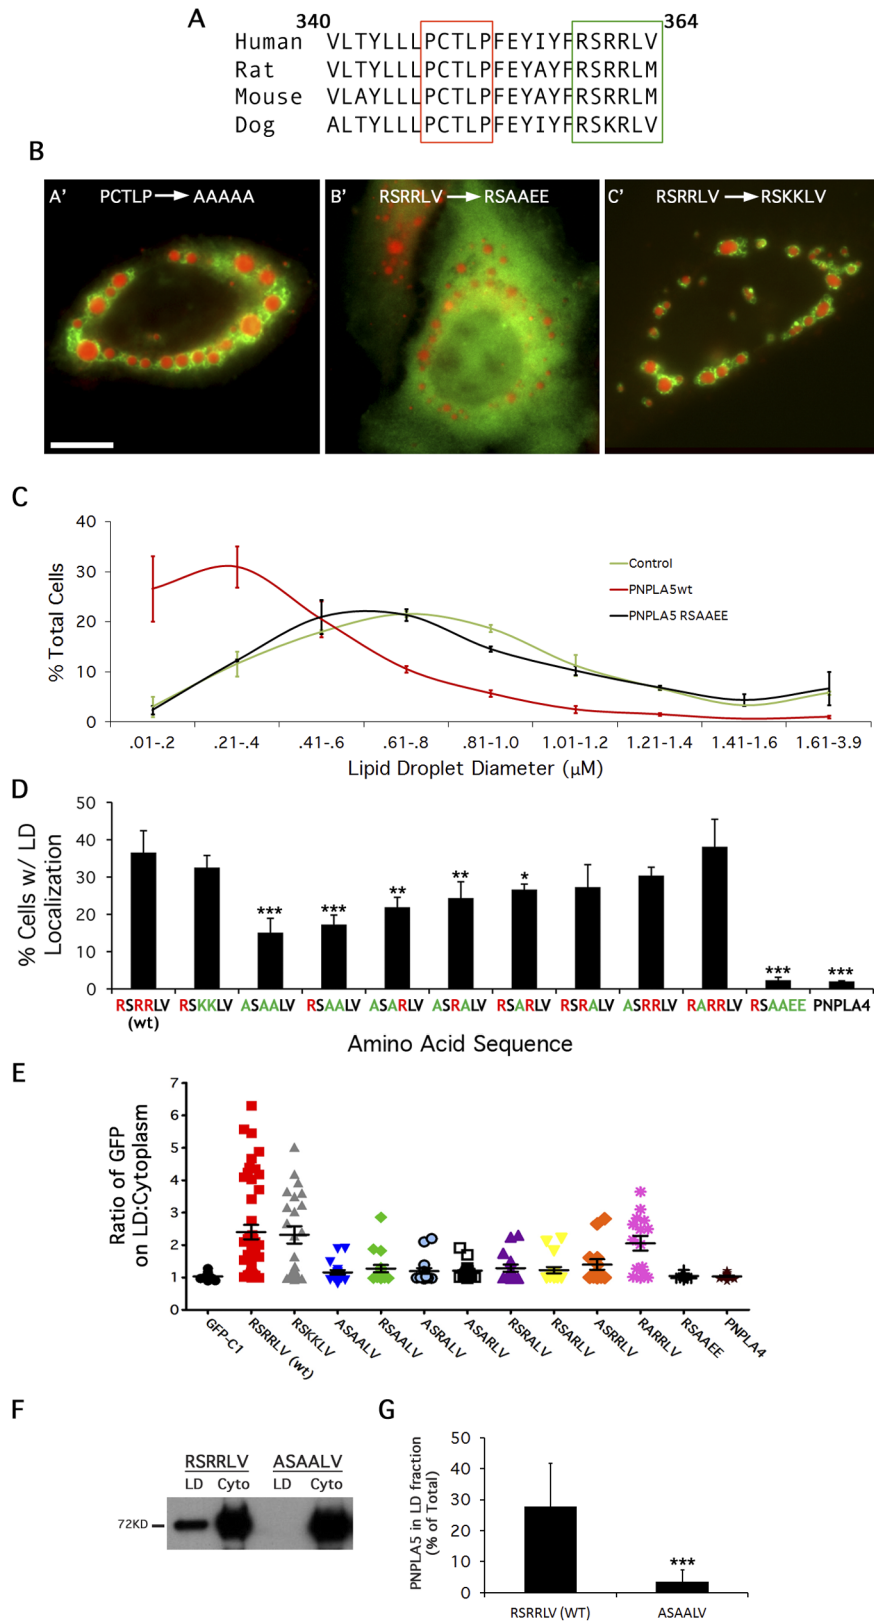 A
340 364
Human VLTYLLLPCTLPFEYIYFRSRRLV
Rat VLTYLLLPCTLPFEYAYFRSRRLM
Mouse VLAYLLLPCTLPFEYAYFRSRRLM
Dog ALTYLLLPCTLPFEYIYFRSKRLV
B
A' PCTLP AAAAA
B' RSRRLV RSAAEE
C' RSRRLV RSKKLV
C
% Total Cells
40
30
20
10
0
Control
PNPLA5wt
PNPLA5 RSAAEE
.01-.2 .21-.4 .41-.6 .61-.8 .81-1.0 1.01-1.2 1.21-1.4 1.41-1.6 1.61-3.9
Lipid Droplet Diameter (µM)
D
% Cells w/ LD
Localization
50
40
30
20
10
0
*** *** ** ** * *** ***
RSRRLV RSKKLV ASAALV RSAALV ASARLV ASRALV RSARLV RSRALV ASRRLV RARRLV RSAAEE PNPLA4
(wt)
Amino Acid Sequence
E
Ratio of GFP
on LD:Cytoplasm
7
6
5
4
3
2
1
0
GFP-C1 RSRRLV (wt) RSKKLV ASAALV RSAALV ASRALV ASARLV RSRALV RSARLV ASRRLV RARRLV RSAAEE PNPLA4
F
RSRRLV ASAALV
LD Cyto LD Cyto
72KD
G
PNPLA5 in LD fraction
(% of Total)
50
40
30
20
10
0
***
RSRRLV (WT) ASAALV